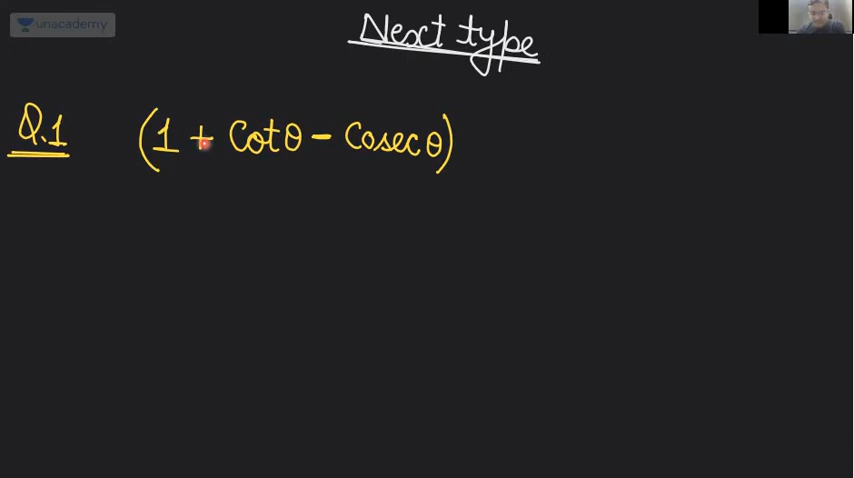 unacademy
Next type
Q.1 (1 + Cotθ - Cosecθ)